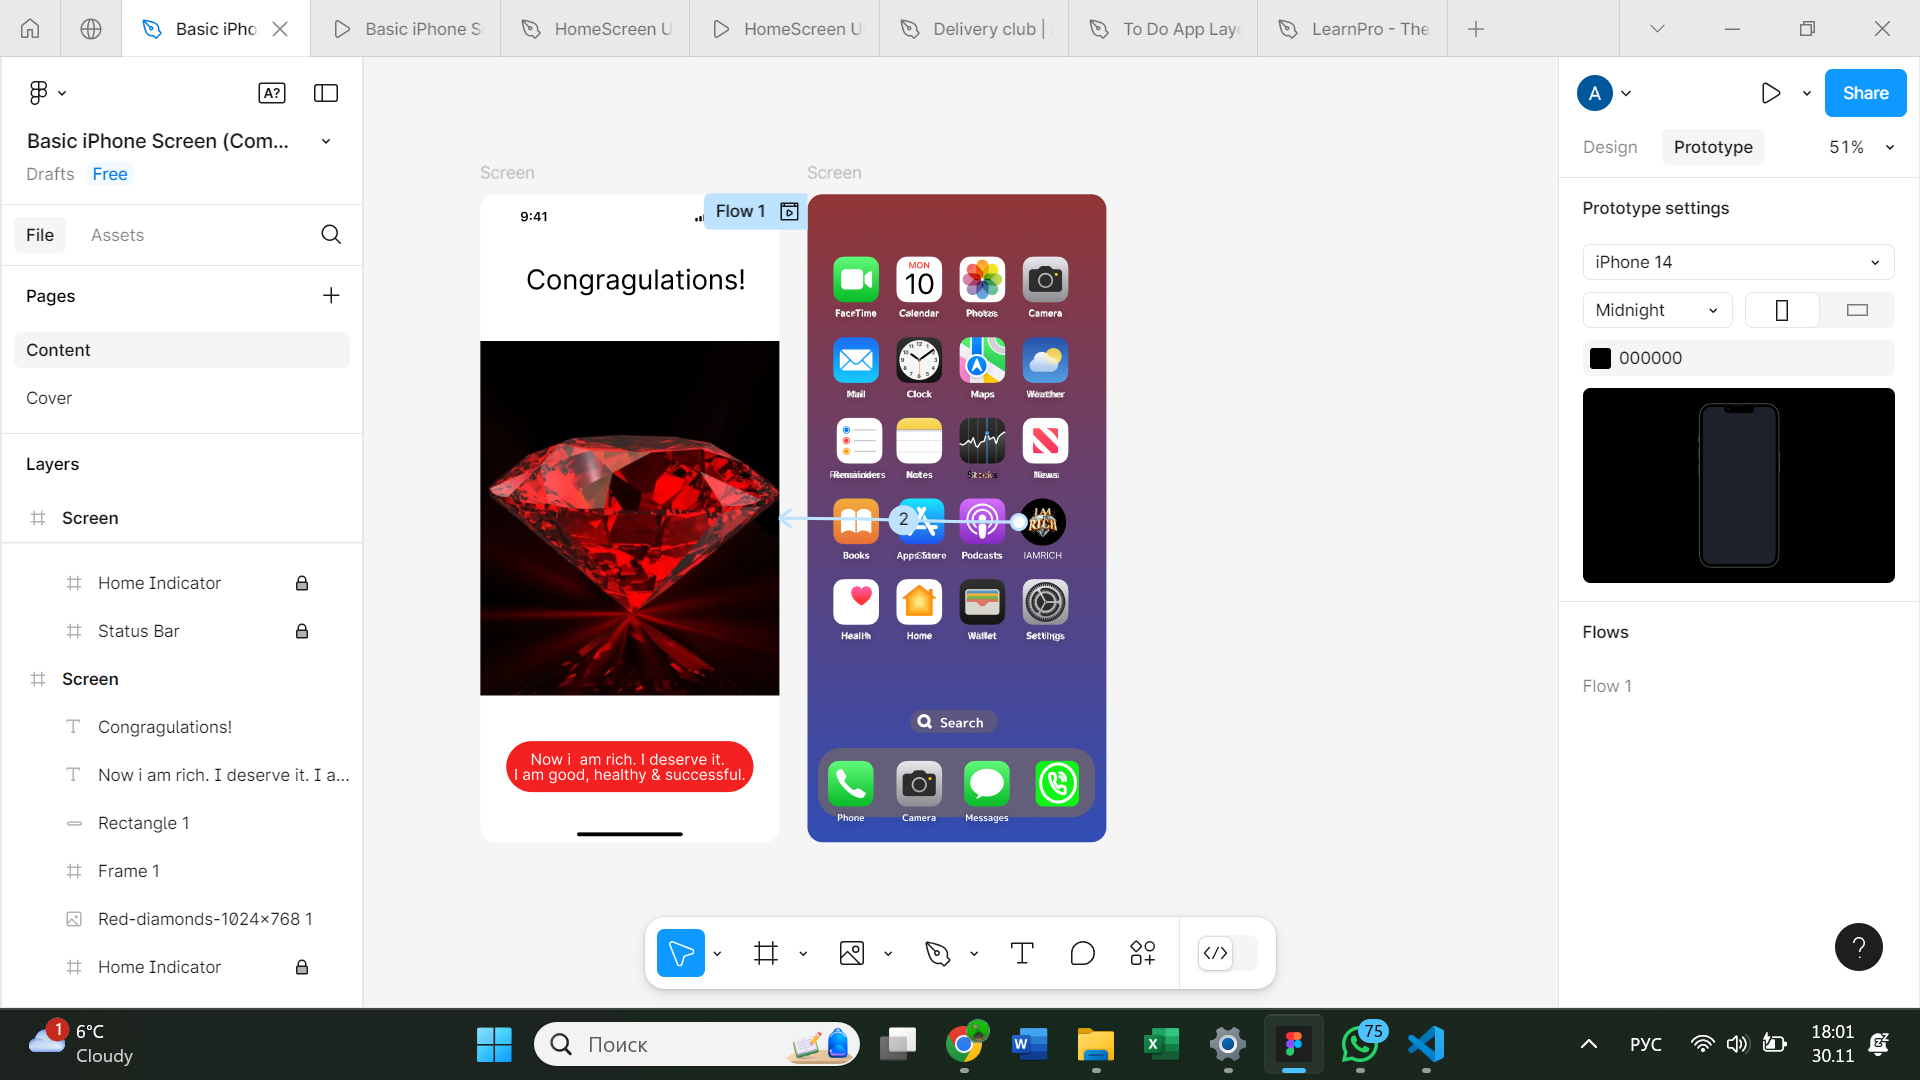 Basic iPho
Basic iPhone S
HomeScreen U
HomeScreen U
Delivery club |
To Do App Layo
LearnPro - The
A?
Basic iPhone Screen (Com...
Drafts
Free
File
Assets
Pages
Content
Cover
Layers
Screen
Home Indicator
Status Bar
Screen
Congragulations!
Now i am rich. I deserve it. I a...
Rectangle 1
Frame 1
Red-diamonds-1024×768 1
Home Indicator
Screen
9:41
Flow 1
Congragulations!
Now i am rich. I deserve it.
I am good, healthy & successful.
Screen
MON
10
FaceTime
Calendar
Photos
Camera
Mail
Clock
Maps
Weather
Reminders
Notes
Stocks
News
2
I AM
RICH
Books
Podcasts
IAMRICH
Health
Home
Wallet
Settings
Search
Phone
Camera
Messages
A
Share
Design
Prototype
51%
Prototype settings
iPhone 14
Midnight
000000
Flows
Flow 1
?
1
6°C
Cloudy
Поиск
75
РУС
18:01
30.11